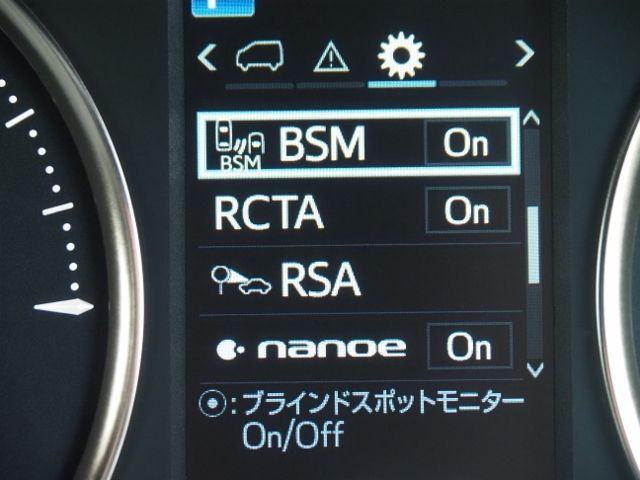 BSM BSM On
RCTA On
RSA
nanoe On
:ブラインドスポットモニター
On/Off